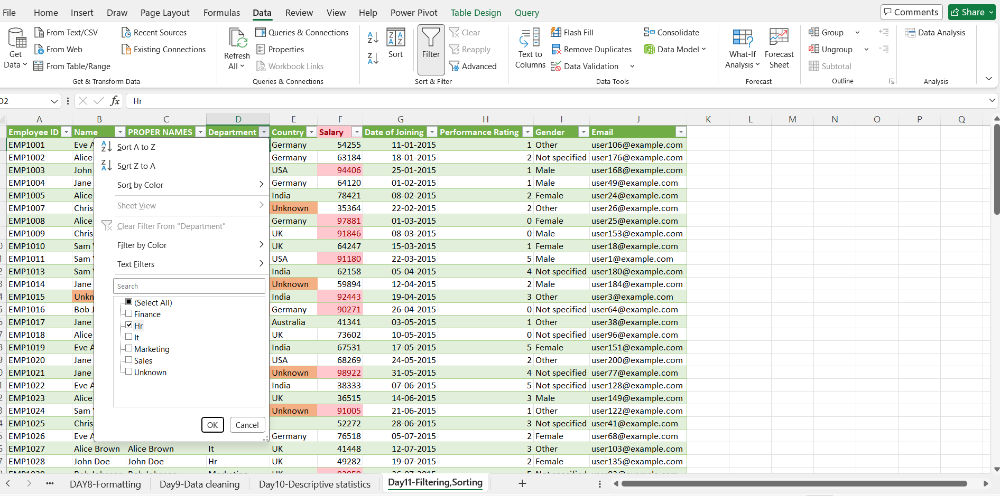 File Home Insert Draw Page Layout Formulas Data Review View Help Power Pivot Table Design Query Comments Share
Get Data
From Text/CSV
From Web
From Table/Range
Recent Sources
Existing Connections
Get & Transform Data
Refresh All
Queries & Connections
Properties
Workbook Links
Queries & Connections
Sort
Filter
Clear
Reapply
Advanced
Sort & Filter
Text to Columns
Flash Fill
Remove Duplicates
Data Validation
Consolidate
Data Model
Data Tools
What-If Analysis
Forecast Sheet
Forecast
Group
Ungroup
Subtotal
Outline
Data Analysis
Analysis
D2 fx Hr
A B C D E F G H I J K L M N O P Q
Employee ID Name PROPER NAMES Department Country Salary Date of Joining Performance Rating Gender Email
EMP1001 Eve A Germany 54255 11-01-2015 1 Other user106@example.com
EMP1002 Alice Germany 63184 18-01-2015 2 Not specified user176@example.com
EMP1003 John USA 94406 25-01-2015 1 Male user168@example.com
EMP1004 Jane Germany 64120 01-02-2015 1 Male user49@example.com
EMP1005 Alice India 78421 08-02-2015 2 Female user24@example.com
EMP1007 Chris Unknown 35364 22-02-2015 2 Other user26@example.com
EMP1008 Alice Germany 97881 01-03-2015 0 Female user25@example.com
EMP1009 Chris UK 91846 08-03-2015 0 Male user153@example.com
EMP1010 Sam UK 64247 15-03-2015 1 Female user18@example.com
EMP1011 Sam USA 91180 22-03-2015 5 Male user1@example.com
EMP1013 Sam India 62158 05-04-2015 4 Not specified user180@example.com
EMP1014 Jane Unknown 59894 12-04-2015 2 Male user184@example.com
EMP1015 Unkn India 92443 19-04-2015 3 Other user3@example.com
EMP1016 Bob J Germany 90271 26-04-2015 0 Not specified user64@example.com
EMP1017 Jane Australia 41341 03-05-2015 1 Other user38@example.com
EMP1018 Alice UK 73602 10-05-2015 0 Not specified user96@example.com
EMP1019 Eve A India 67531 17-05-2015 5 Female user151@example.com
EMP1020 Jane USA 68269 24-05-2015 2 Other user200@example.com
EMP1021 Jane Unknown 98922 31-05-2015 4 Not specified user77@example.com
EMP1022 Eve A India 38333 07-06-2015 5 Not specified user128@example.com
EMP1023 Alice UK 36515 14-06-2015 3 Male user149@example.com
EMP1024 Sam Unknown 91005 21-06-2015 1 Other user122@example.com
EMP1025 Chris 52272 28-06-2015 3 Not specified user41@example.com
EMP1026 Eve A Germany 76518 05-07-2015 2 Female user68@example.com
EMP1027 Alice Brown Alice Brown It UK 41448 12-07-2015 3 Other user103@example.com
EMP1028 John Doe John Doe Hr UK 49282 19-07-2015 2 Female user135@example.com
Sort A to Z
Sort Z to A
Sort by Color
Sheet View
Clear Filter From "Department"
Filter by Color
Text Filters
Search
(Select All)
Finance
Hr
It
Marketing
Sales
Unknown
OK Cancel
DAY8-Formatting Day9-Data cleaning Day10-Descriptive statistics Day11-Filtering,Sorting